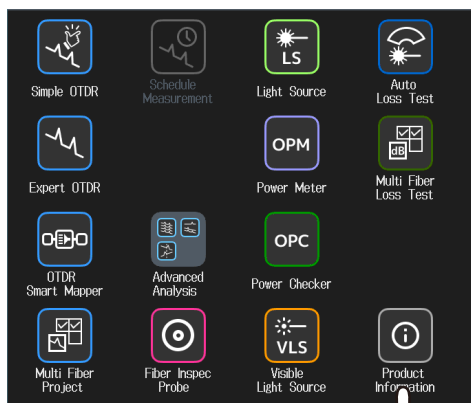 LS
Simple OTDR
Schedule
Measurement
Light Source
Auto
Loss Test
OPM
dB
Expert OTDR
Power Meter
Multi Fiber
Loss Test
OPC
OTDR
Smart Mapper
Advanced
Analysis
Power Checker
VLS
Multi Fiber
Project
Fiber Inspec
Probe
Visible
Light Source
Product
Information